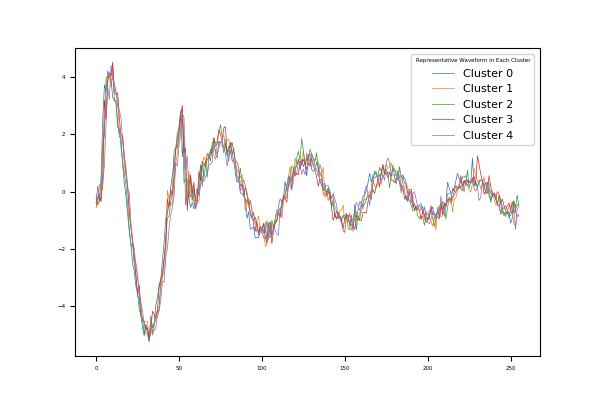 Representative Waveform in Each Cluster
Cluster 0
Cluster 1
Cluster 2
Cluster 3
Cluster 4
4
2
0
−2
−4
0 50 100 150 200 250